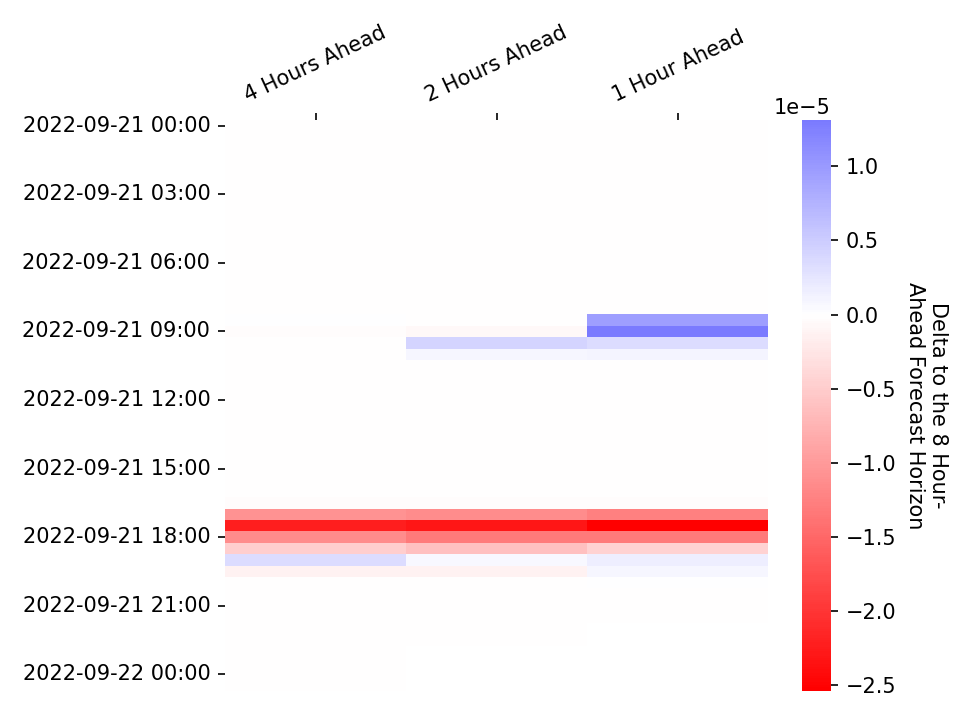 4 Hours Ahead
2 Hours Ahead
1 Hour Ahead
1e−5
2022-09-21 00:00
2022-09-21 03:00
2022-09-21 06:00
2022-09-21 09:00
2022-09-21 12:00
2022-09-21 15:00
2022-09-21 18:00
2022-09-21 21:00
2022-09-22 00:00
1.0
0.5
0.0
−0.5
−1.0
−1.5
−2.0
−2.5
Delta to the 8 Hour-
Ahead Forecast Horizon